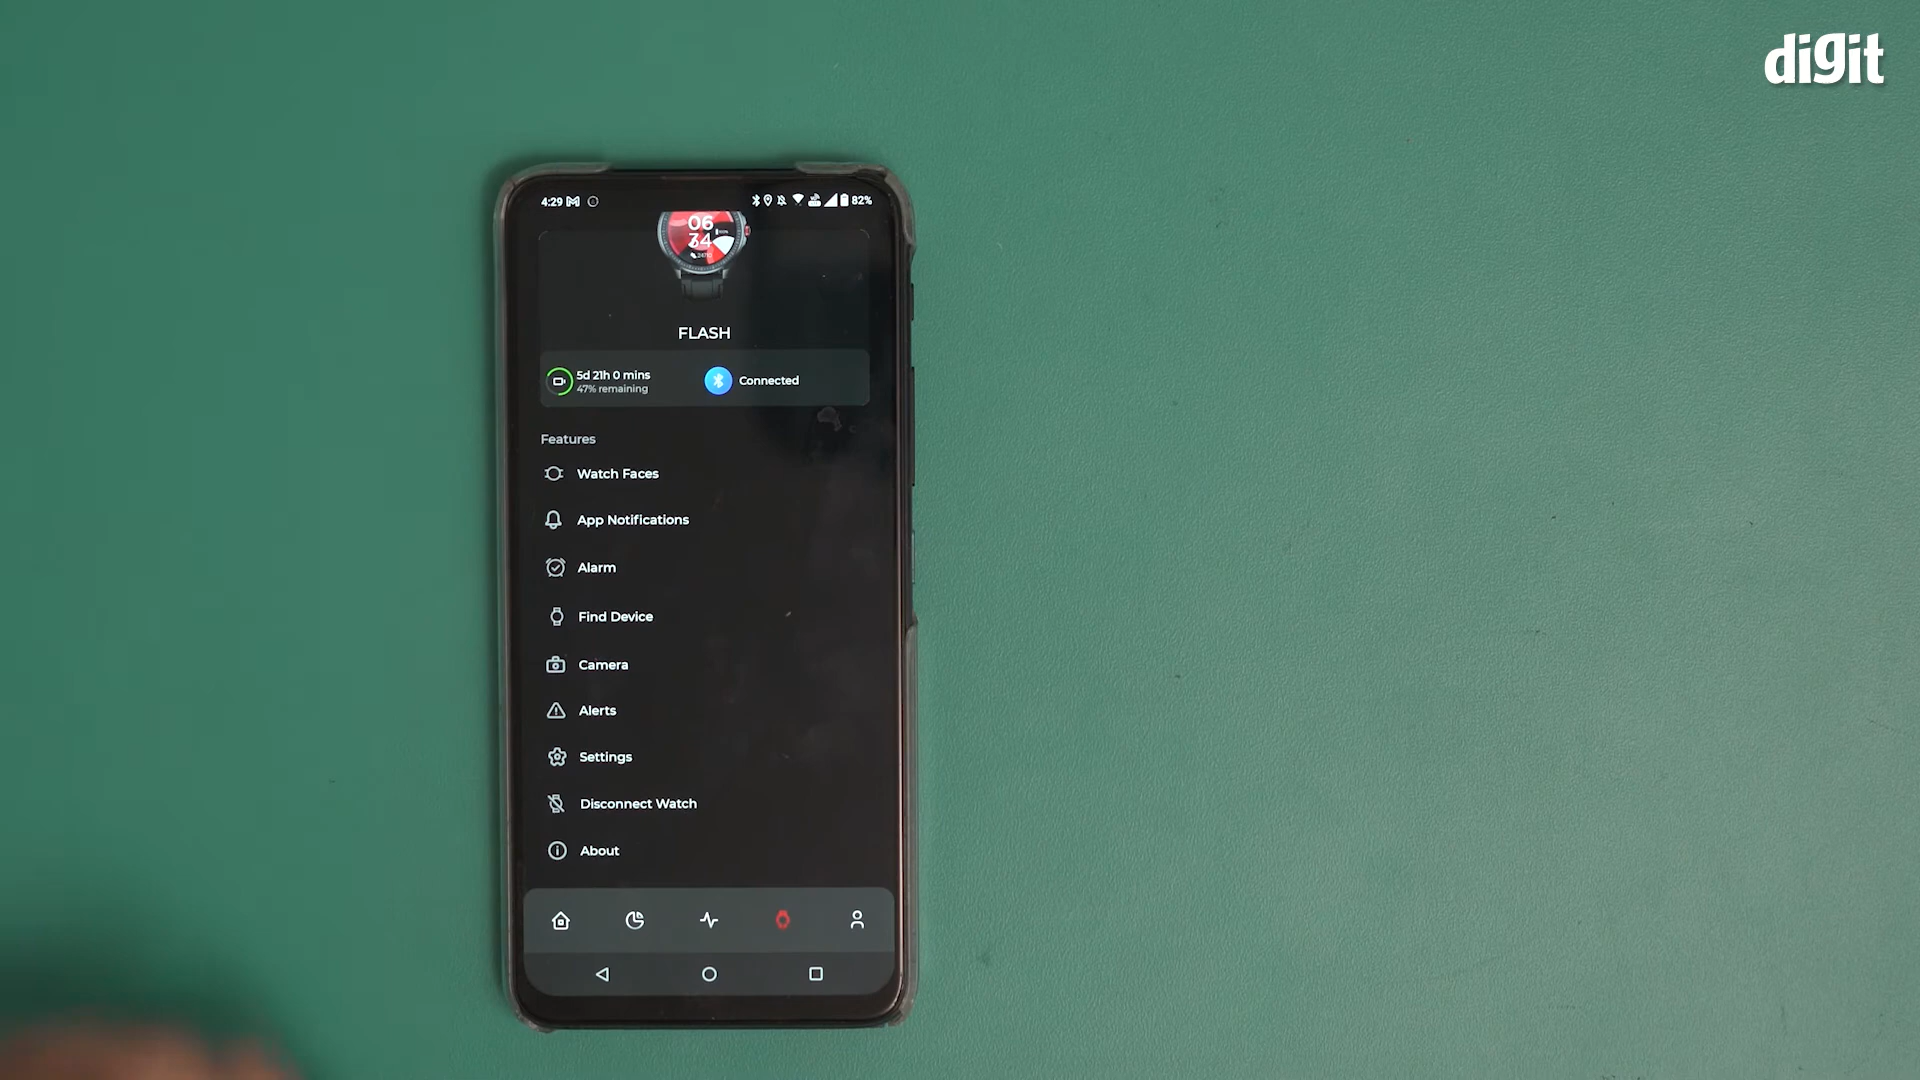 digit
4:29
82%
06
34
FLASH
5d 21h 0 mins
47% remaining
Connected
Features
Watch Faces
App Notifications
Alarm
Find Device
Camera
Alerts
Settings
Disconnect Watch
About